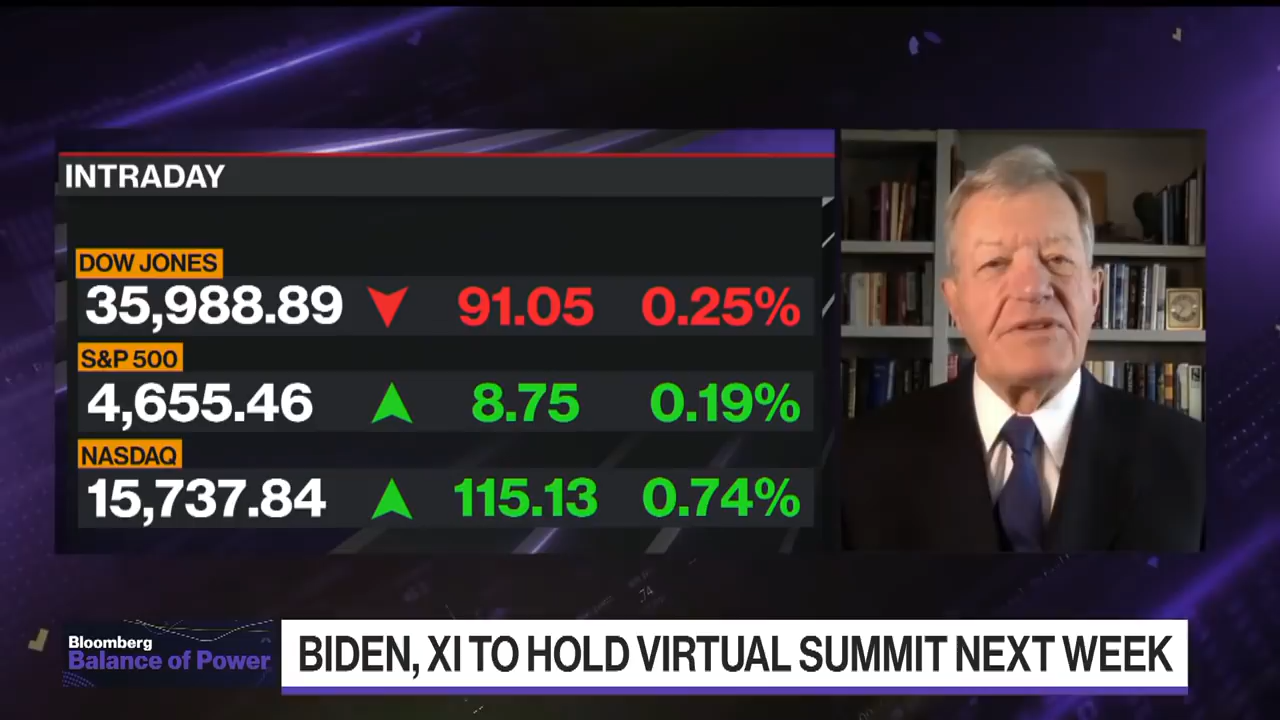 INTRADAY
DOW JONES
35,988.89 ▼ 91.05 0.25%
S&P 500
4,655.46 ▲ 8.75 0.19%
NASDAQ
15,737.84 ▲ 115.13 0.74%
Bloomberg
Balance of Power
BIDEN, XI TO HOLD VIRTUAL SUMMIT NEXT WEEK